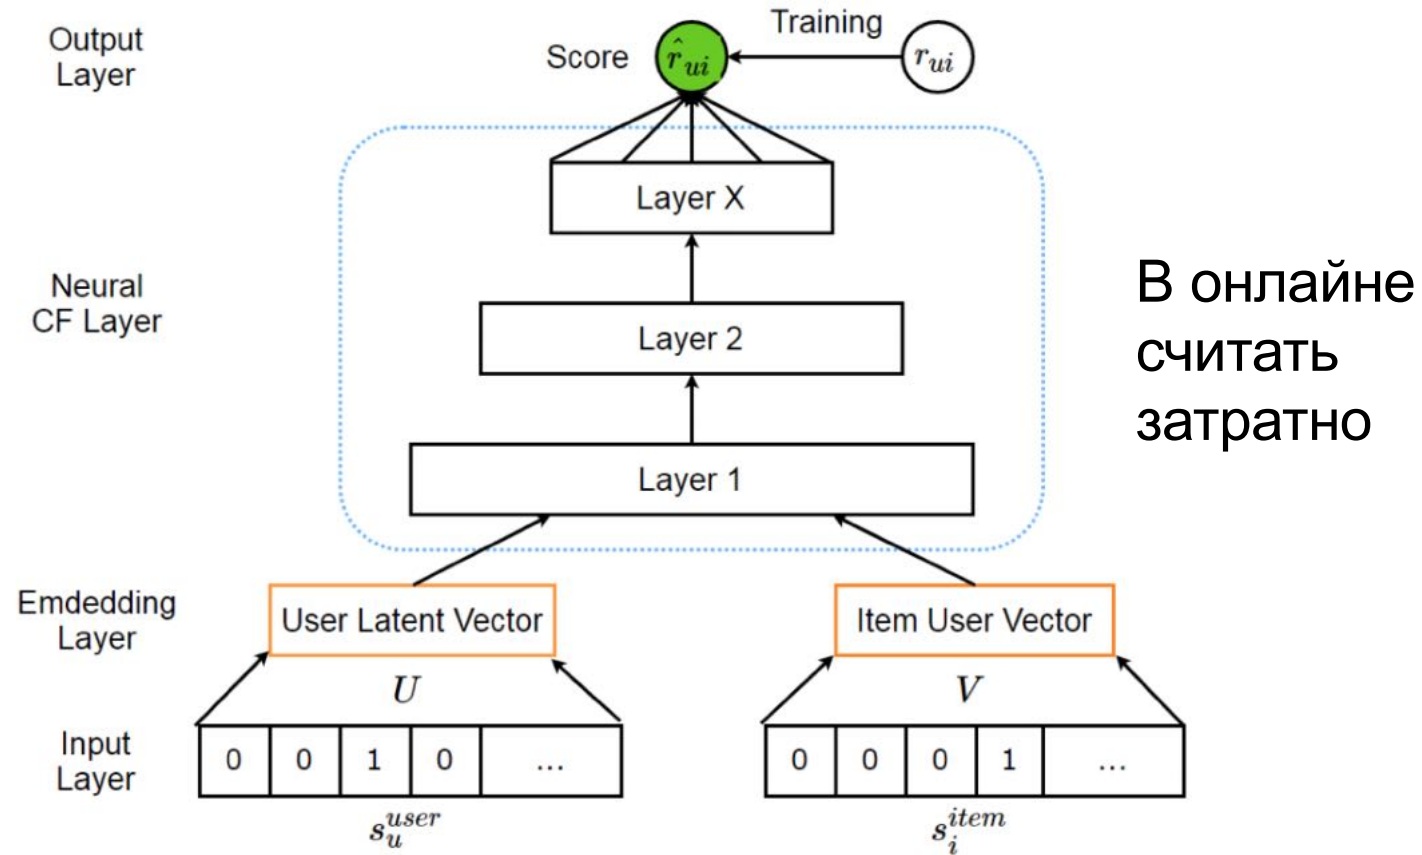 Output
Layer
Score
r̂ui
Training
rui
Layer X
Neural
CF Layer
Layer 2
В онлайне
считать
затратно
Layer 1
Emdedding
Layer
User Latent Vector
Item User Vector
U
V
Input
Layer
0 0 1 0 ...
0 0 0 1 ...
s_u^user
s_i^item